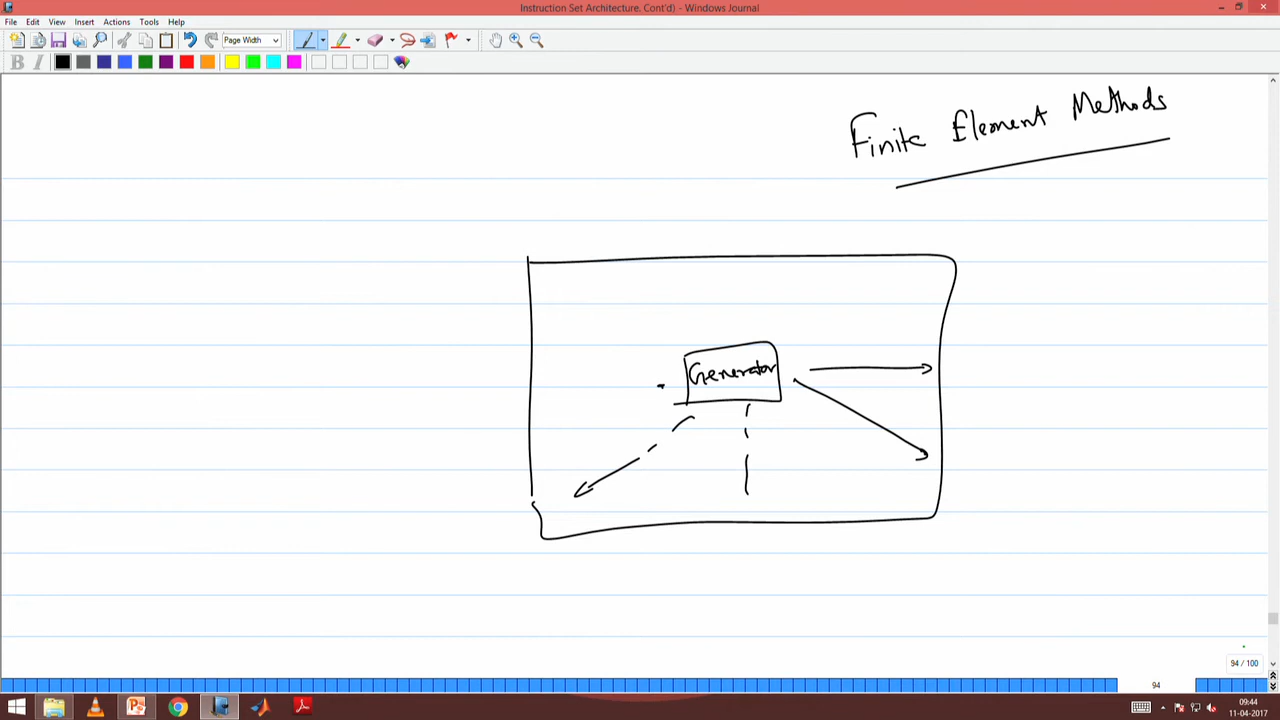 Instruction Set Architecture. Cont'd) - Windows Journal
File Edit View Insert Actions Tools Help
Page Width
B I
Finite Element Methods
Generator
94 / 100
94
09:44
11-04-2017